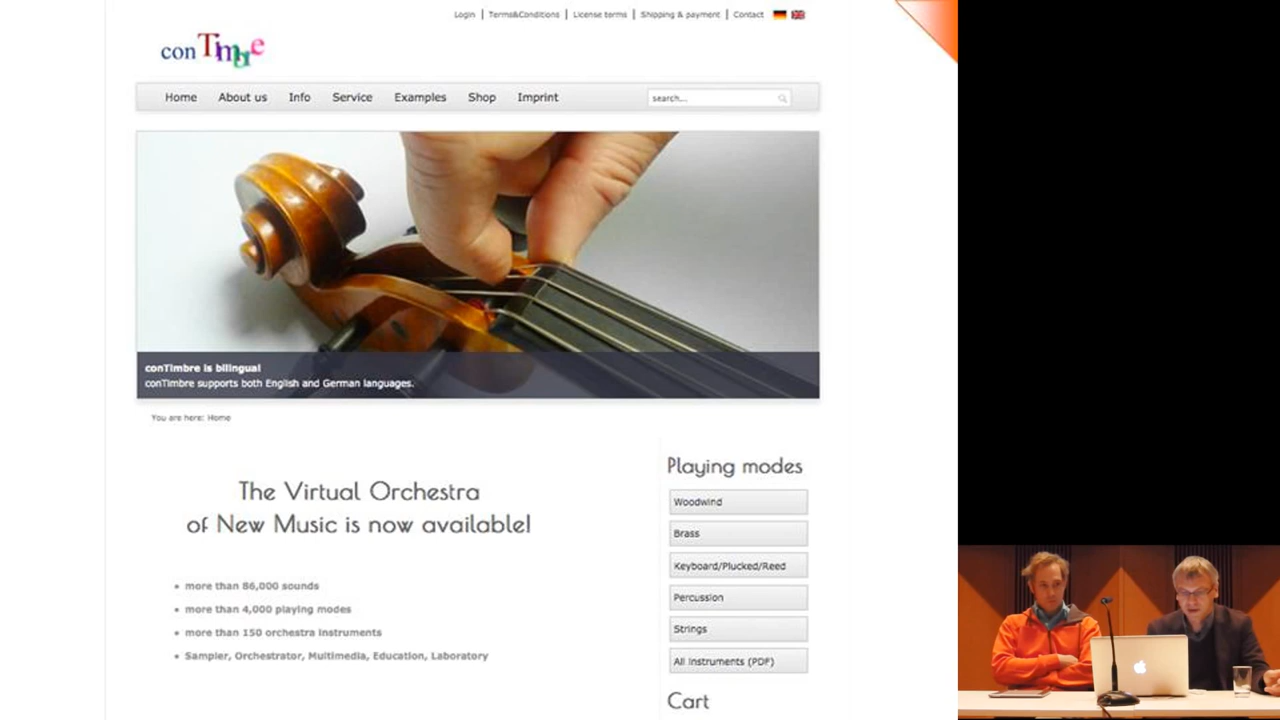 Login | Terms&Conditions | License terms | Shipping & payment | Contact
conTimbre
Home About us Info Service Examples Shop Imprint
search...
conTimbre is bilingual
conTimbre supports both English and German languages.
You are here: Home
The Virtual Orchestra
of New Music is now available!
• more than 86,000 sounds
• more than 4,000 playing modes
• more than 150 orchestra instruments
• Sampler, Orchestrator, Multimedia, Education, Laboratory
Playing modes
Woodwind
Brass
Keyboard/Plucked/Reed
Percussion
Strings
All instruments (PDF)
Cart